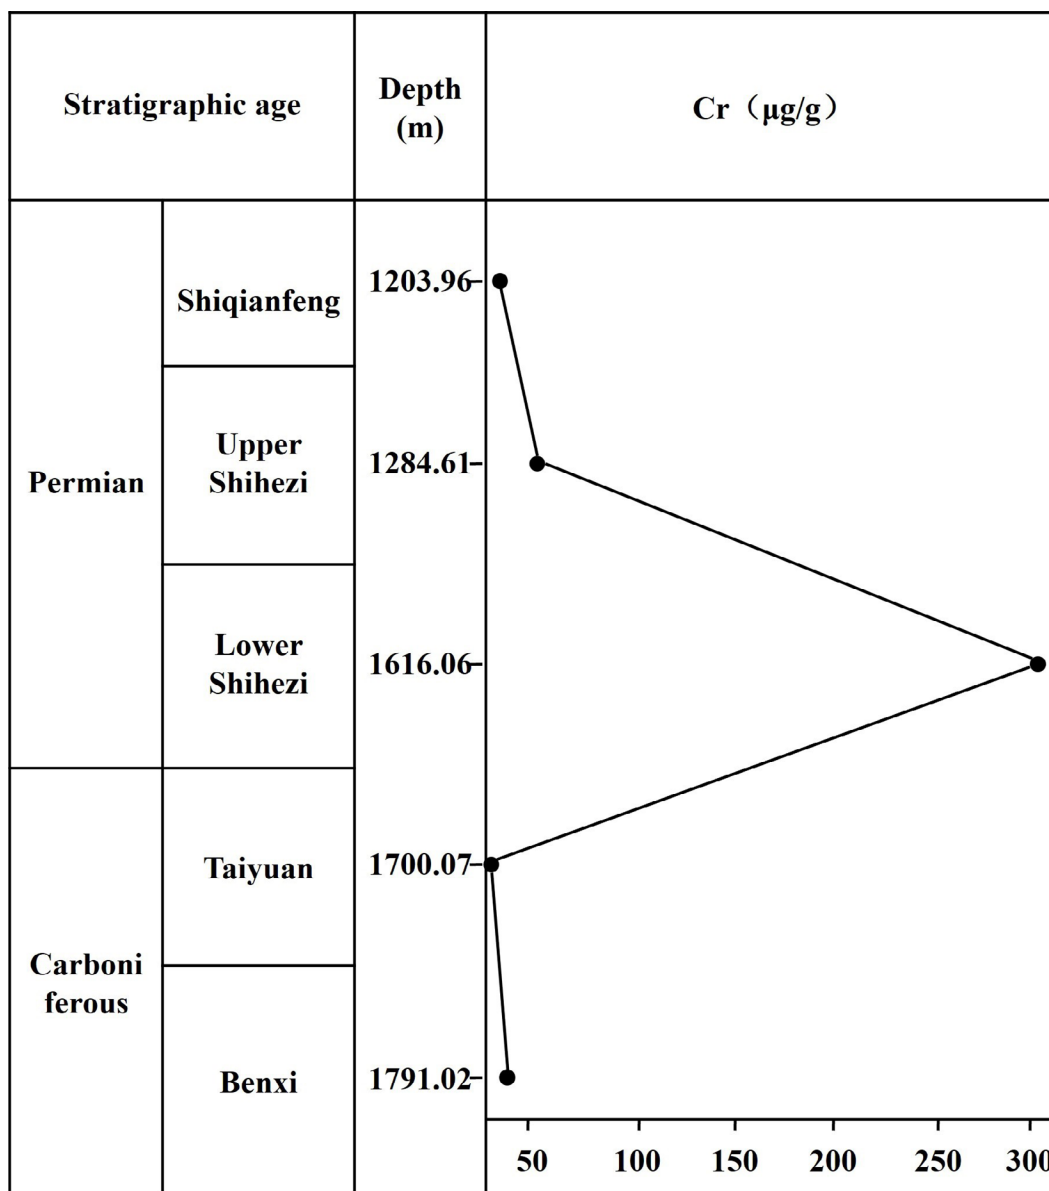 Stratigraphic age
Depth
(m)
Cr（μg/g）
Permian
Shiqianfeng
1203.96
Upper
Shihezi
1284.61
Lower
Shihezi
1616.06
Carboni
ferous
Taiyuan
1700.07
Benxi
1791.02
50 100 150 200 250 300